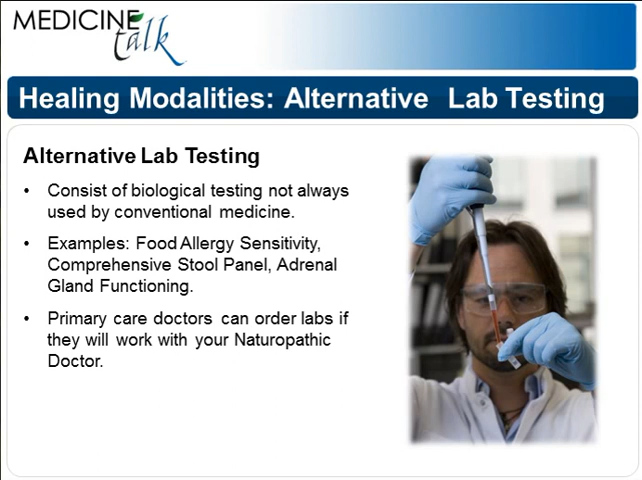 MEDICINE
talk
Healing Modalities: Alternative Lab Testing
Alternative Lab Testing
• Consist of biological testing not always
used by conventional medicine.
• Examples: Food Allergy Sensitivity,
Comprehensive Stool Panel, Adrenal
Gland Functioning.
• Primary care doctors can order labs if
they will work with your Naturopathic
Doctor.